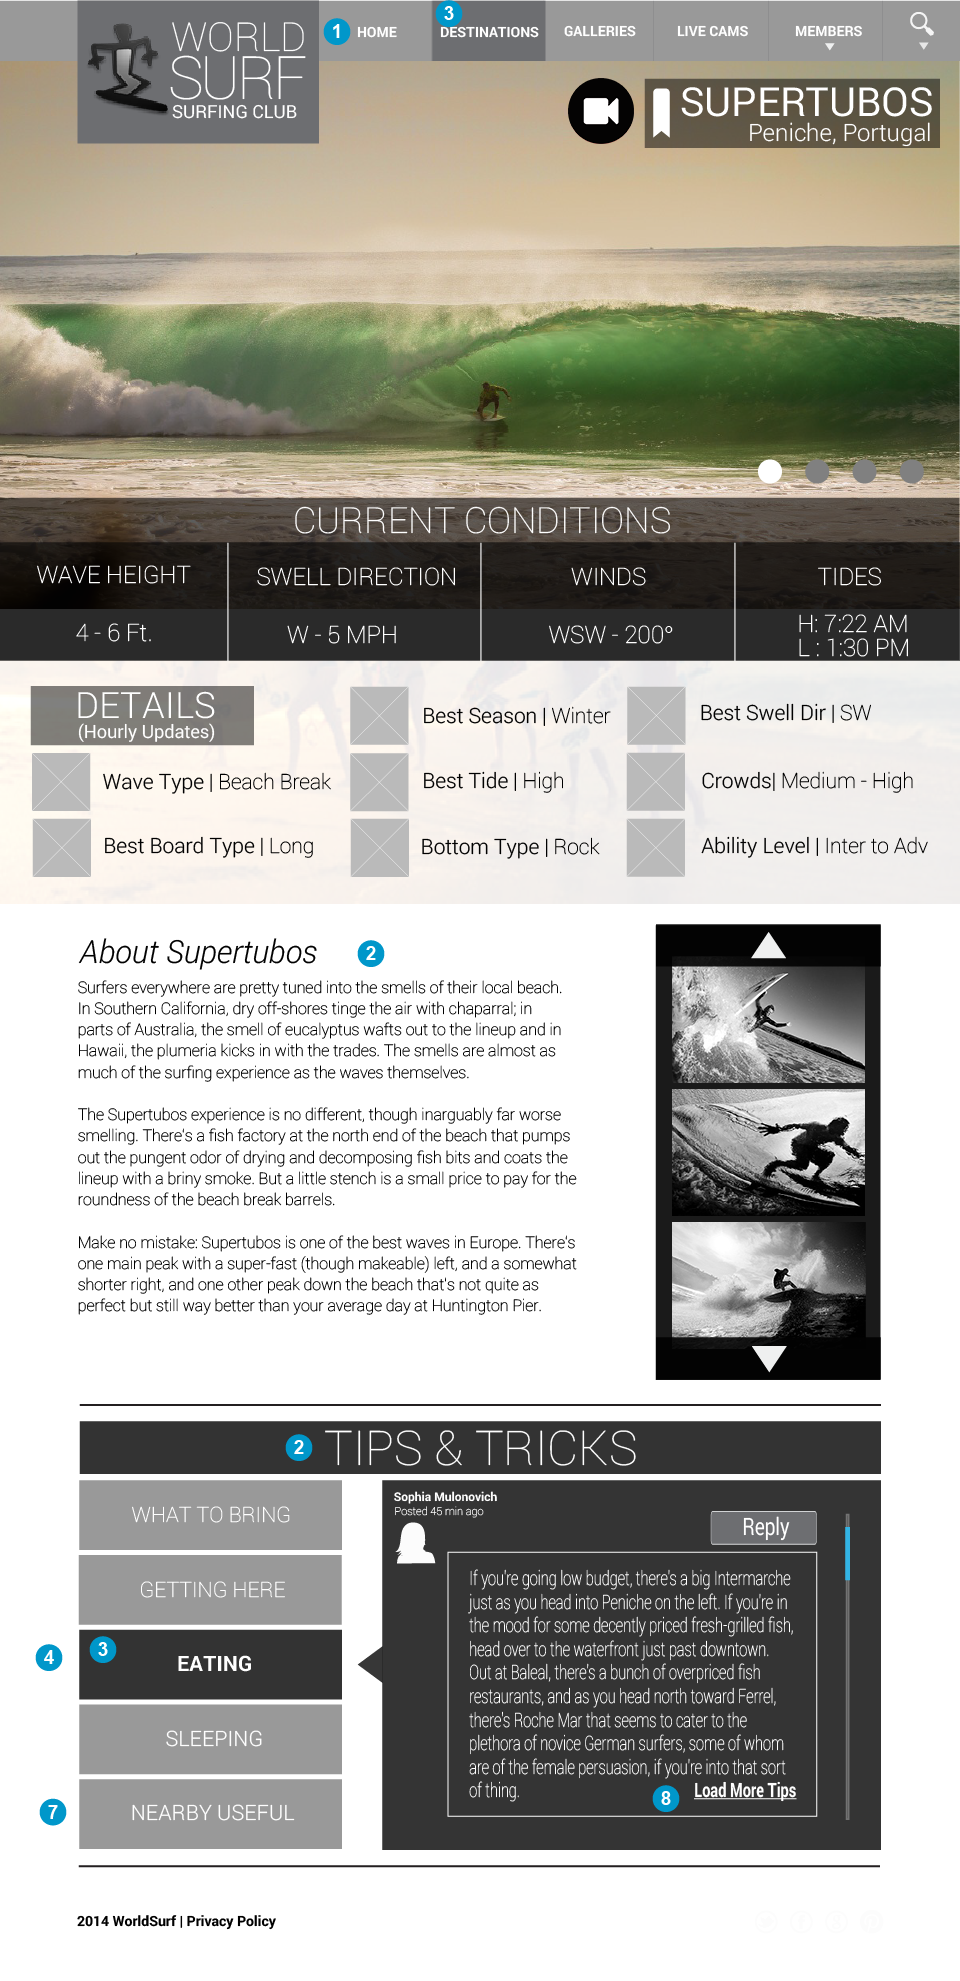 WORLD
SURF
SURFING CLUB
1 HOME
3
DESTINATIONS
GALLERIES
LIVE CAMS
MEMBERS
SUPERTUBOS
Peniche, Portugal
CURRENT CONDITIONS
WAVE HEIGHT
SWELL DIRECTION
WINDS
TIDES
4 - 6 Ft.
W - 5 MPH
WSW - 200°
H: 7:22 AM
L : 1:30 PM
DETAILS
(Hourly Updates)
Best Season | Winter
Best Swell Dir | SW
Wave Type | Beach Break
Best Tide | High
Crowds| Medium - High
Best Board Type | Long
Bottom Type | Rock
Ability Level | Inter to Adv
About Supertubos 2
Surfers everywhere are pretty tuned into the smells of their local beach.
In Southern California, dry off-shores tinge the air with chaparral; in
parts of Australia, the smell of eucalyptus wafts out to the lineup and in
Hawaii, the plumeria kicks in with the trades. The smells are almost as
much of the surfing experience as the waves themselves.
The Supertubos experience is no different, though inarguably far worse
smelling. There's a fish factory at the north end of the beach that pumps
out the pungent odor of drying and decomposing fish bits and coats the
lineup with a briny smoke. But a little stench is a small price to pay for the
roundness of the beach break barrels.
Make no mistake: Supertubos is one of the best waves in Europe. There's
one main peak with a super-fast (though makeable) left, and a somewhat
shorter right, and one other peak down the beach that's not quite as
perfect but still way better than your average day at Huntington Pier.
2 TIPS & TRICKS
WHAT TO BRING
GETTING HERE
4 3 EATING
SLEEPING
7 NEARBY USEFUL
Sophia Mulonovich
Posted 45 min ago
Reply
If you're going low budget, there's a big Intermarche
just as you head into Peniche on the left. If you're in
the mood for some decently priced fresh-grilled fish,
head over to the waterfront just past downtown.
Out at Baleal, there's a bunch of overpriced fish
restaurants, and as you head north toward Ferrel,
there's Roche Mar that seems to cater to the
plethora of novice German surfers, some of whom
are of the female persuasion, if you're into that sort
of thing.
8 Load More Tips
2014 WorldSurf | Privacy Policy